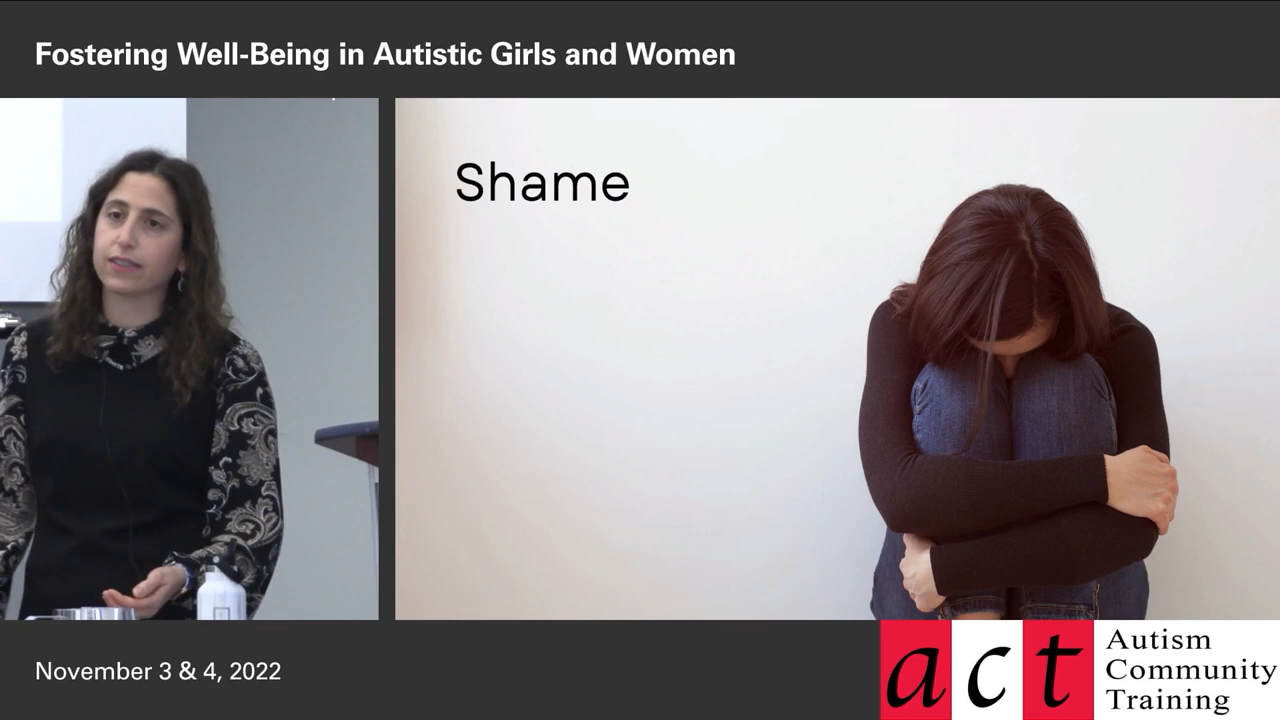 Fostering Well-Being in Autistic Girls and Women
Shame
November 3 & 4, 2022
act
Autism
Community
Training